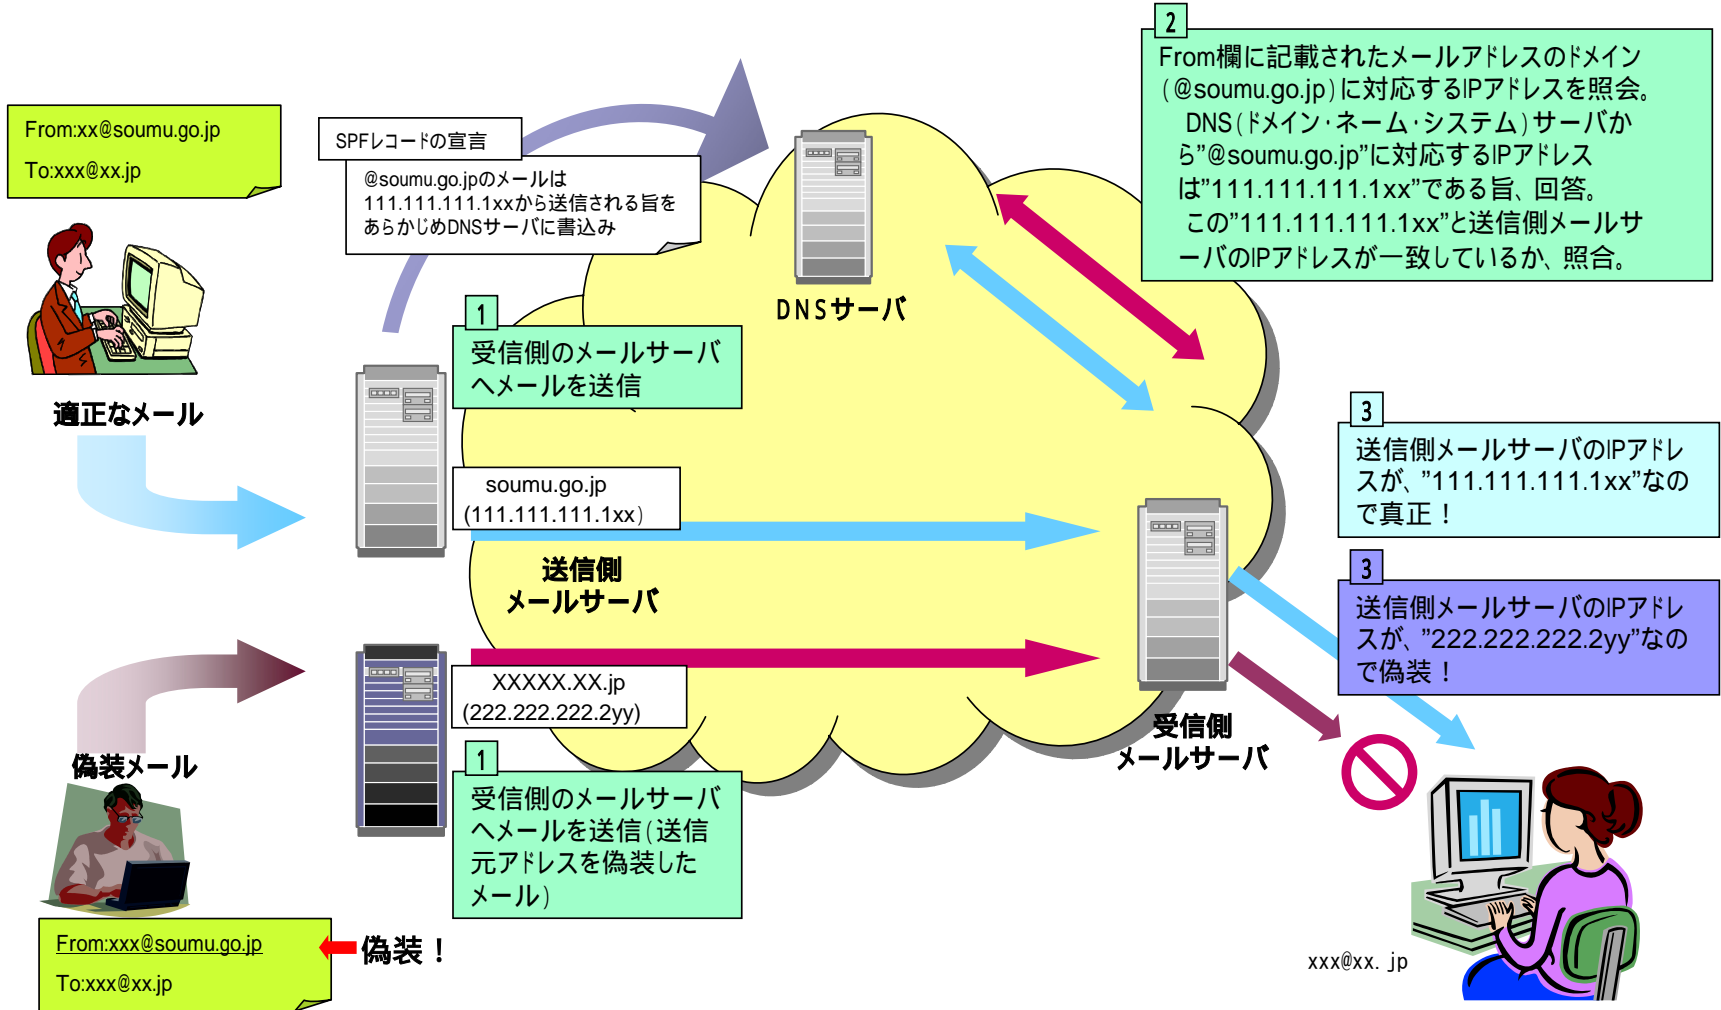 From:xx@soumu.go.jp
To:xxx@xx.jp
適正なメール
SPFレコードの宣言
@soumu.go.jpのメールは
111.111.111.1xxから送信される旨を
あらかじめDNSサーバに書込み
DNSサーバ
2
From欄に記載されたメールアドレスのドメイン
(@soumu.go.jp)に対応するIPアドレスを照会。
DNS(ドメイン・ネーム・システム)サーバか
ら”@soumu.go.jp”に対応するIPアドレス
は”111.111.111.1xx”である旨、回答。
この”111.111.111.1xx”と送信側メールサ
ーバのIPアドレスが一致しているか、照合。
1
受信側のメールサーバ
へメールを送信
soumu.go.jp
(111.111.111.1xx)
送信側
メールサーバ
XXXXX.XX.jp
(222.222.222.2yy)
1
受信側のメールサーバ
へメールを送信(送信
元アドレスを偽装した
メール)
受信側
メールサーバ
3
送信側メールサーバのIPアドレ
スが、”111.111.111.1xx”なの
で真正！
3
送信側メールサーバのIPアドレ
スが、”222.222.222.2yy”なの
で偽装！
偽装メール
From:xxx@soumu.go.jp
To:xxx@xx.jp
偽装！
xxx@xx. jp